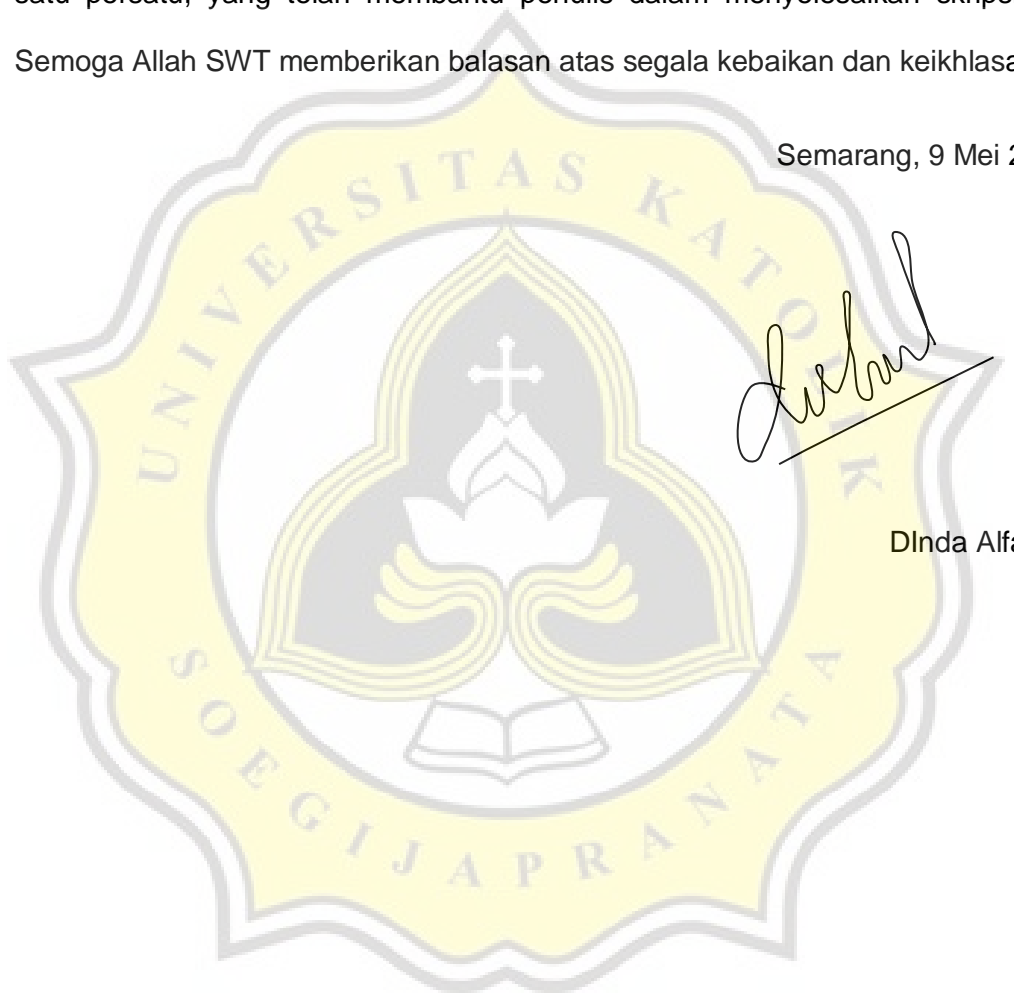 satu persatu, yang telah membantu penulis dalam menyelesaikan skrips
Semoga Allah SWT memberikan balasan atas segala kebaikan dan keikhlasa
Semarang, 9 Mei 2
DInda Alfa
UNIVERSITAS KATOLIK
SOEGIJAPRANATA